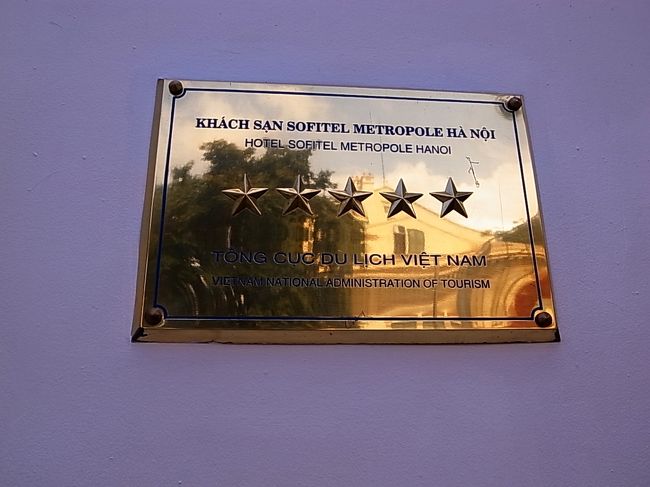 KHÁCH SẠN SOFITEL METROPOLE HÀ NỘI
HOTEL SOFITEL METROPOLE HANOI
TỔNG CỤC DU LỊCH VIỆT NAM
VIETNAM NATIONAL ADMINISTRATION OF TOURISM